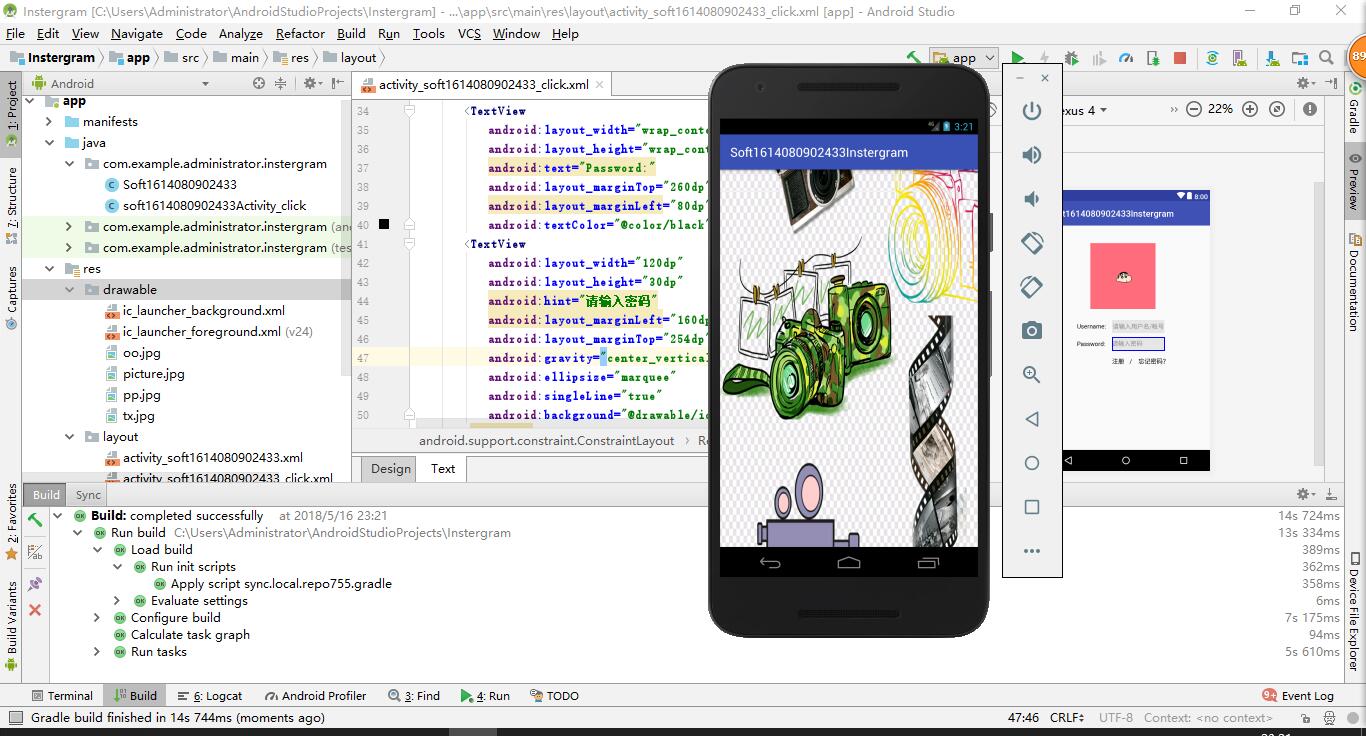 Instergram [C:\Users\Administrator\AndroidStudioProjects\Instergram] - ...\app\src\main\res\layout\activity_soft1614080902433_click.xml [app] - Android Studio
File Edit View Navigate Code Analyze Refactor Build Run Tools VCS Window Help
Instergram app src main res layout
app
89
Android
activity_soft1614080902433_click.xml
1: Project
7: Structure
Captures
2: Favorites
Build Variants
app
manifests
java
com.example.administrator.instergram
Soft1614080902433
soft1614080902433Activity_click
com.example.administrator.instergram (an
com.example.administrator.instergram (tes
res
drawable
ic_launcher_background.xml
ic_launcher_foreground.xml (v24)
oo.jpg
picture.jpg
pp.jpg
tx.jpg
layout
activity_soft1614080902433.xml
activity_soft1614080902433_click.xml
34 <TextView
35 android:layout_width="wrap_conte
36 android:layout_height="wrap_cont
37 android:text="Password:"
38 android:layout_marginTop="260dp"
39 android:layout_marginLeft="80dp"
40 android:textColor="@color/black"
41 <TextView
42 android:layout_width="120dp"
43 android:layout_height="30dp"
44 android:hint="请输入密码"
45 android:layout_marginLeft="160dp
46 android:layout_marginTop="254dp"
47 android:gravity="center_vertical
48 android:ellipsize="marquee"
49 android:singleLine="true"
50 android:background="@drawable/ic
android.support.constraint.ConstraintLayout › Re
Design Text
3:21
Soft1614080902433Instergram
exus 4
22%
8:00
t1614080902433Instergram
Username: 请输入用户名/账号
Password: 请输入密码
注册 / 忘记密码?
Gradle
Preview
Documentation
Device File Explorer
Build Sync
Build: completed successfully at 2018/5/16 23:21 14s 724ms
Run build C:\Users\Administrator\AndroidStudioProjects\Instergram 13s 334ms
Load build 389ms
Run init scripts 362ms
Apply script sync.local.repo755.gradle 358ms
Evaluate settings 6ms
Configure build 7s 175ms
Calculate task graph 94ms
Run tasks 5s 610ms
Terminal Build 6: Logcat Android Profiler 3: Find 4: Run TODO 9+ Event Log
Gradle build finished in 14s 744ms (moments ago) 47:46 CRLF UTF-8 Context: <no context>